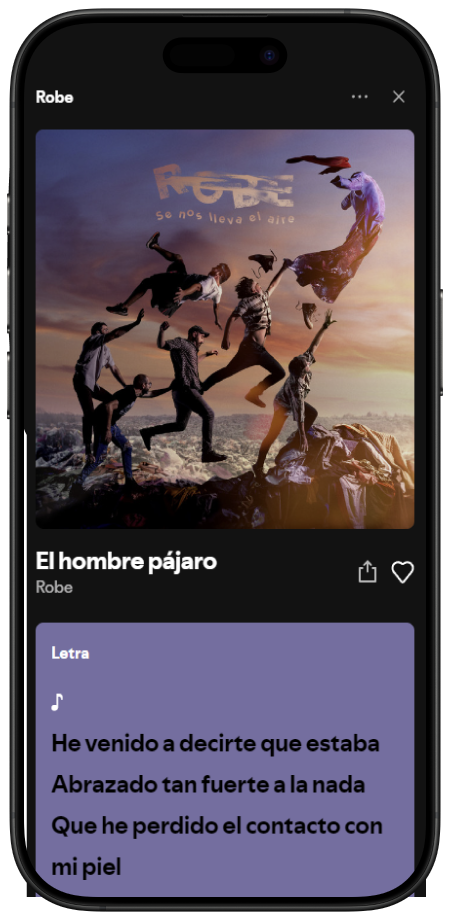 Robe
ROBE
Se nos lleva el aire
El hombre pájaro
Robe
Letra
He venido a decirte que estaba
Abrazado tan fuerte a la nada
Que he perdido el contacto con
mi piel